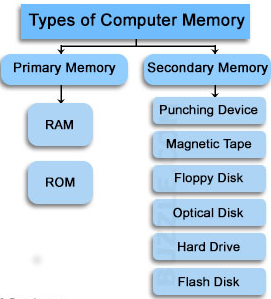 Types of Computer Memory
Primary Memory
Secondary Memory
RAM
ROM
Punching Device
Magnetic Tape
Floppy Disk
Optical Disk
Hard Drive
Flash Disk